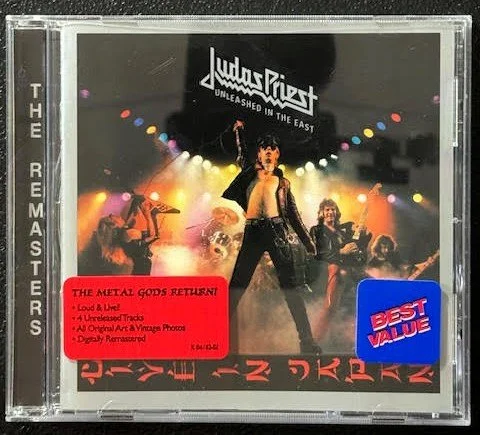 THE REMASTERS
Judas Priest
UNLEASHED IN THE EAST
THE METAL GODS RETURN!
• Loud & Live!!
• 4 Unreleased Tracks
• All Original Art & Vintage Photos
• Digitally Remastered
BEST
VALUE
LIVE IN JAPAN